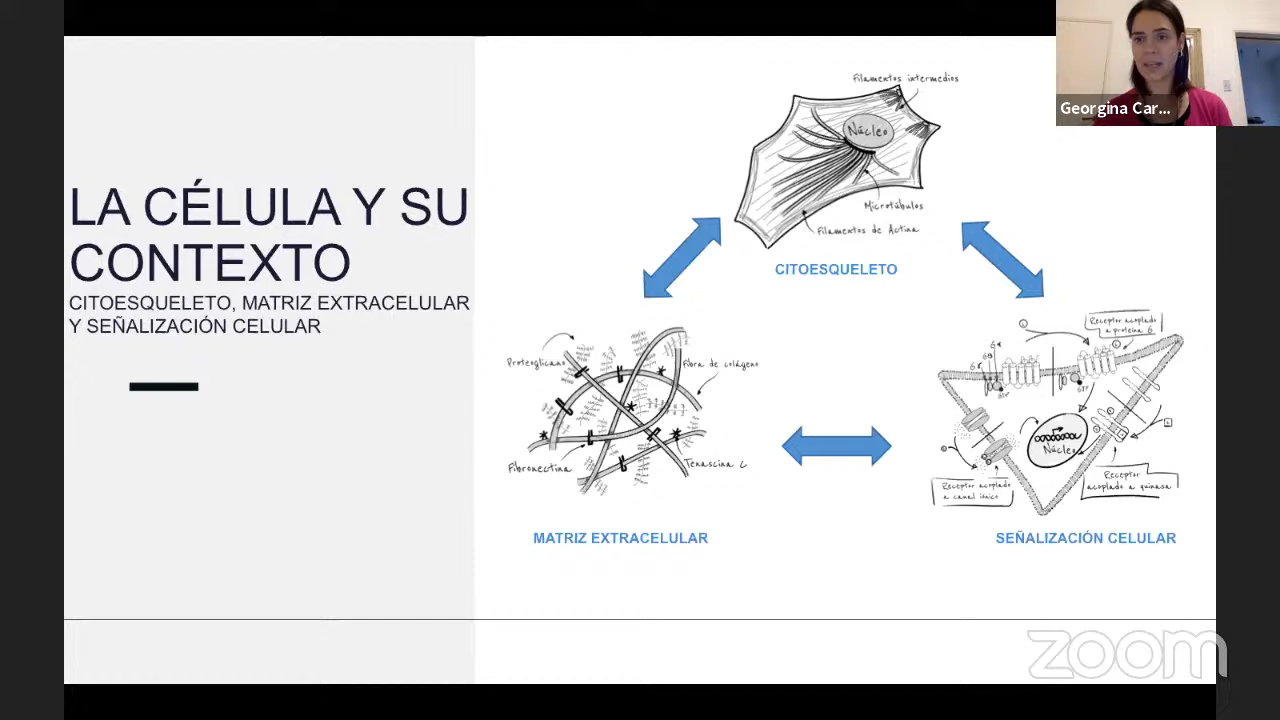 Georgina Car...
LA CÉLULA Y SU
CONTEXTO
CITOESQUELETO, MATRIZ EXTRACELULAR
Y SEÑALIZACIÓN CELULAR
Filamentos intermedios
Núcleo
Microtúbulos
Filamentos de Actina
CITOESQUELETO
Proteoglicano
Fibra de colágeno
Fibronectina
Tenascina C
MATRIZ EXTRACELULAR
Receptor acoplado
a proteína G
Núcleo
Receptor acoplado
a canal iónico
Receptor
acoplado a quinasa
SEÑALIZACIÓN CELULAR
zoom